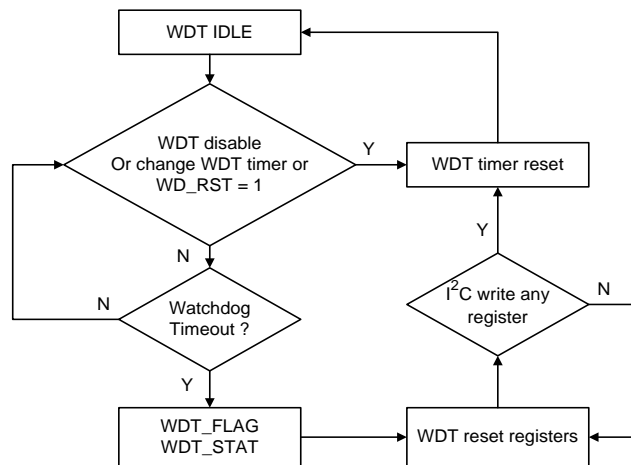 WDT IDLE
WDT disable
Or change WDT timer or
WD_RST = 1
Y
WDT timer reset
N
Y
N
Watchdog
Timeout ?
I²C write any
register
N
Y
WDT_FLAG
WDT_STAT
WDT reset registers